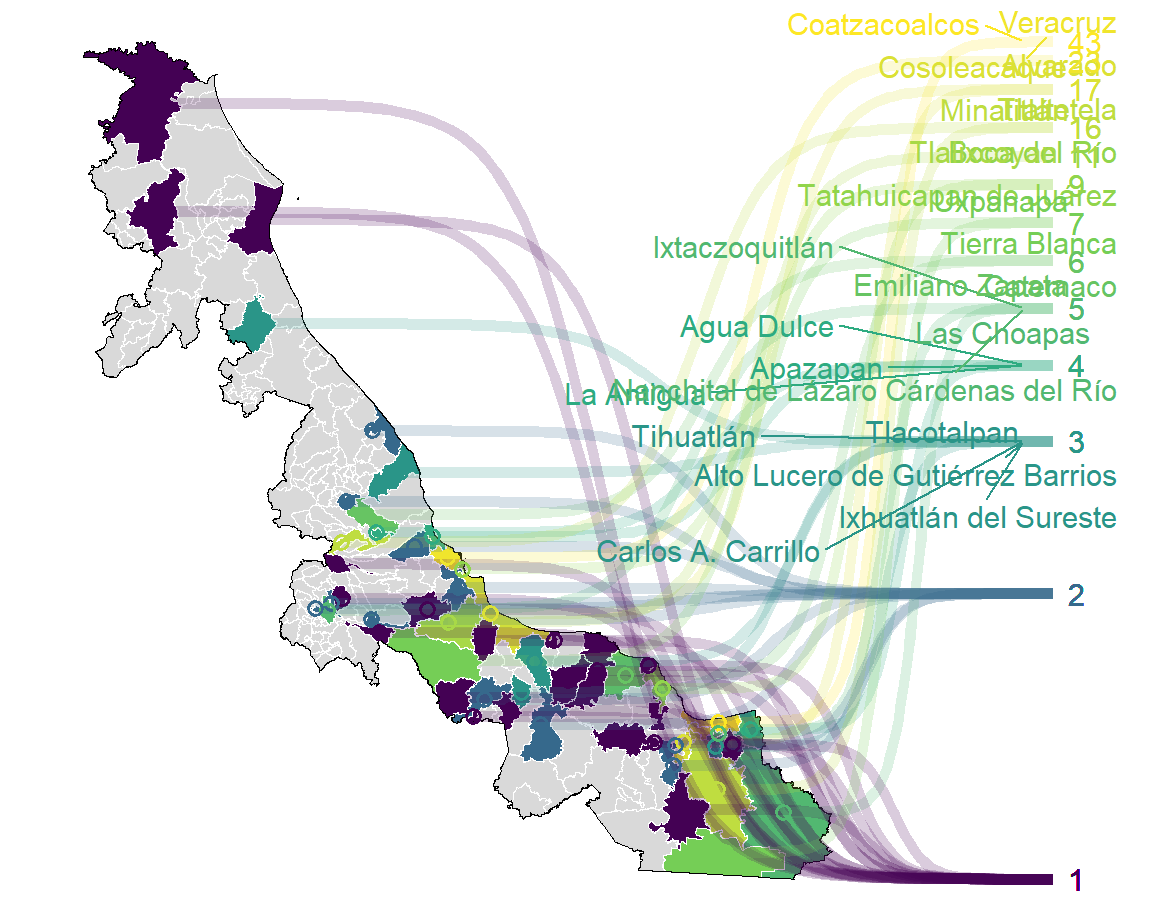 Coatzacoalcos
Veracruz
43
Cosoleacaque
Alvarado
23
17
Minatitlán
Tlaltetela
16
Tlalixcoyan
Boca del Río
11
Tatahuicapan de Juárez
9
Uxpanapa
7
Ixtaczoquitlán
Tierra Blanca
6
Emiliano Zapata
Catemaco
5
Agua Dulce
Las Choapas
Apazapan
4
La Antigua
Nanchital de Lázaro Cárdenas del Río
Tihuatlán
Tlacotalpan
3
Alto Lucero de Gutiérrez Barrios
Ixhuatlán del Sureste
Carlos A. Carrillo
2
1